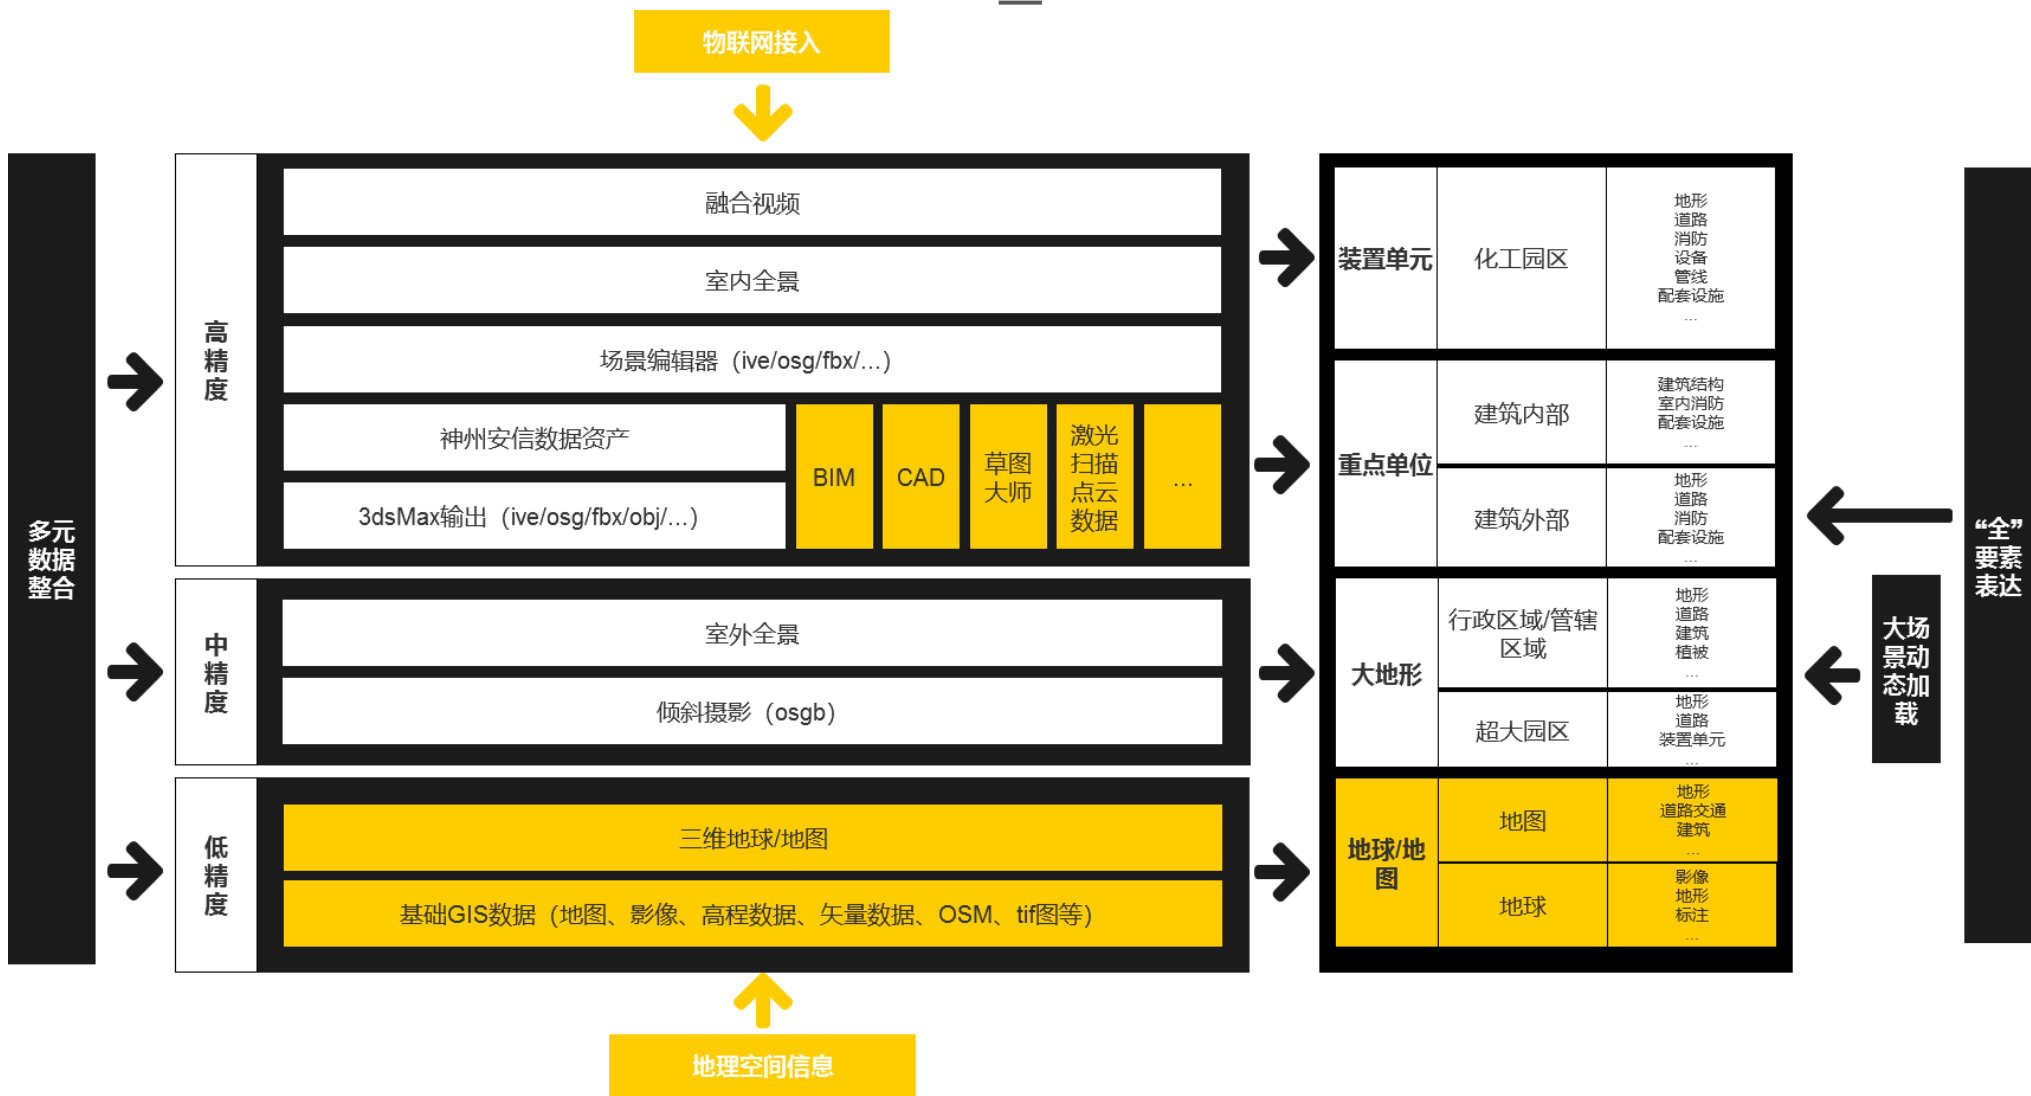 物联网接入
多元
数据
整合
高
精
度
融合视频
室内全景
场景编辑器（ive/osg/fbx/...）
神州安信数据资产
3dsMax输出（ive/osg/fbx/obj/...）
BIM
CAD
草图
大师
激光
扫描
点云
数据
...
中
精
度
室外全景
倾斜摄影（osgb）
低
精
度
三维地球/地图
基础GIS数据（地图、影像、高程数据、矢量数据、OSM、tif图等）
地理空间信息
装置单元
化工园区
地形
道路
消防
设备
管线
配套设施
...
重点单位
建筑内部
建筑结构
室内消防
配套设施
...
建筑外部
地形
道路
消防
配套设施
...
大地形
行政区域/管辖
区域
地形
道路
建筑
植被
...
超大园区
地形
道路
装置单元
...
地球/地
图
地图
地形
道路交通
建筑
...
地球
影像
地形
标注
...
大场
景动
态加
载
“全”
要素
表达